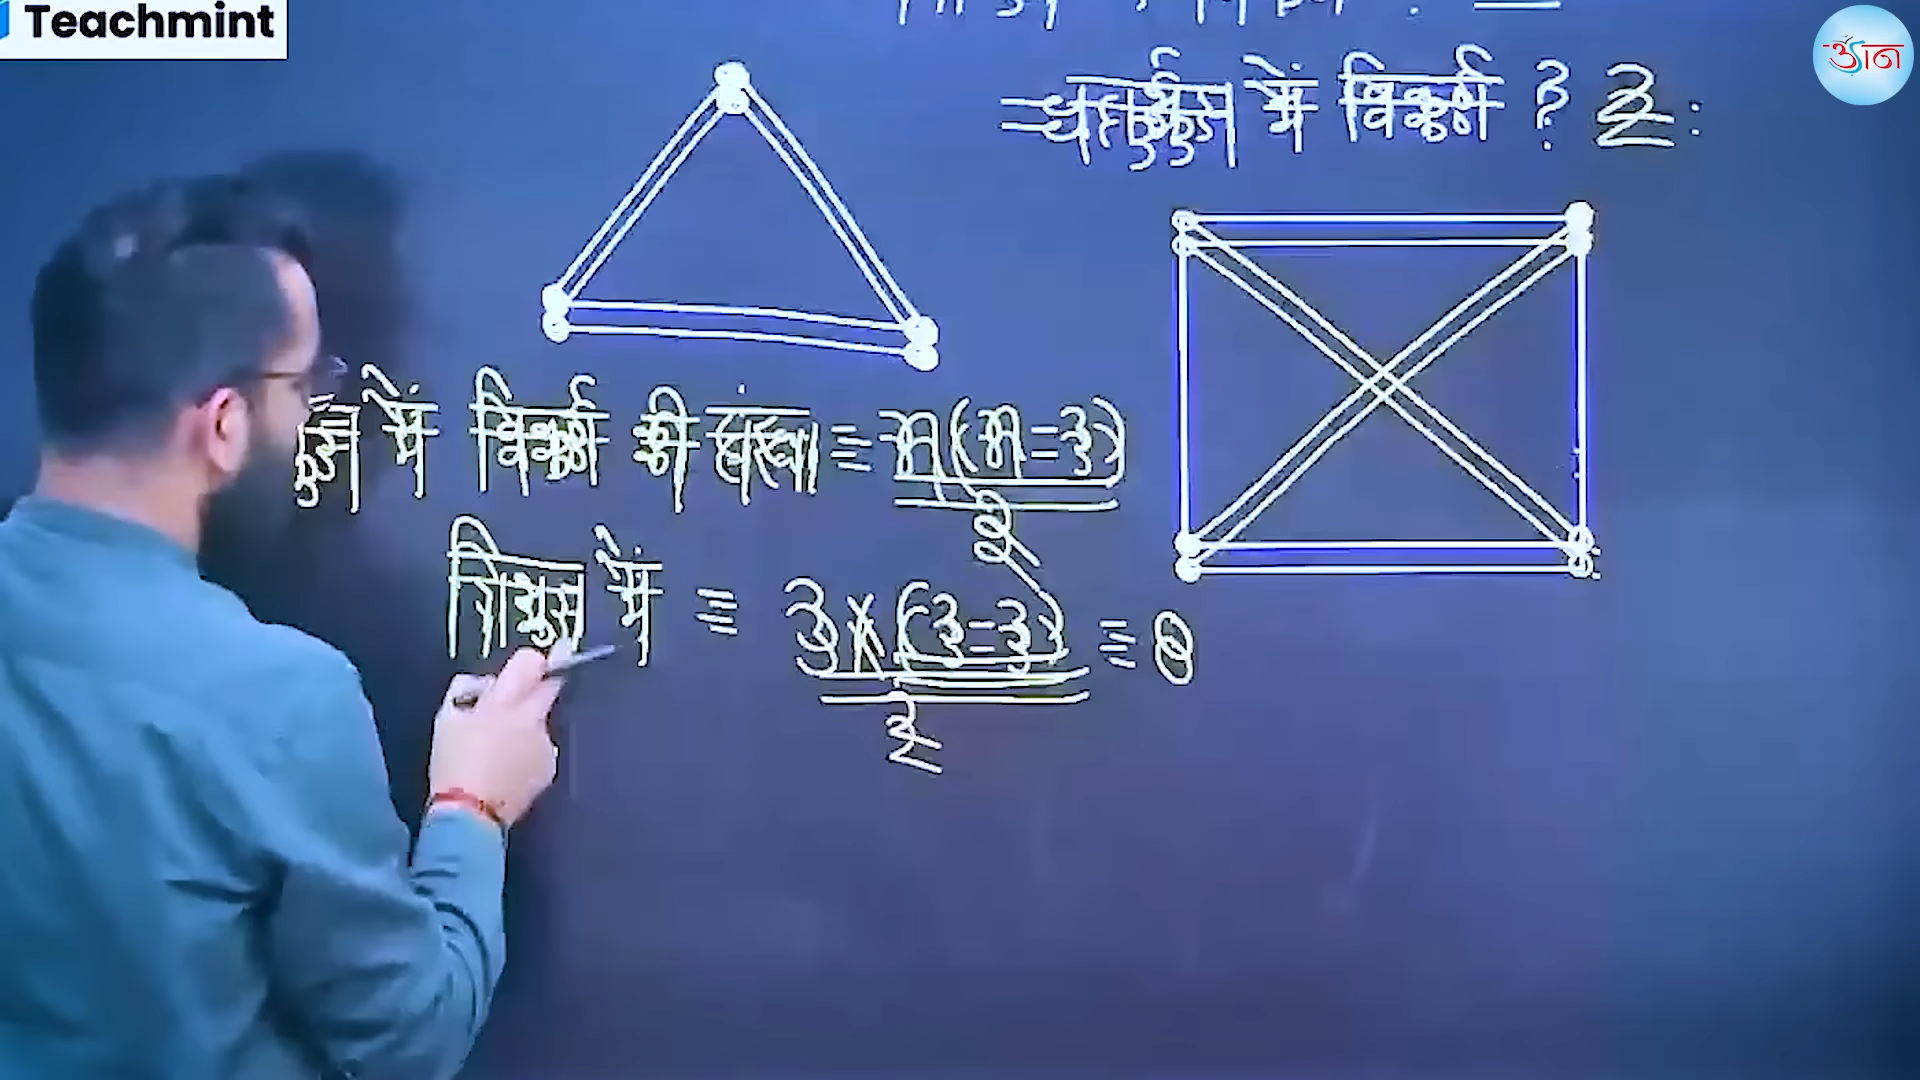 Teachmint
ज्ञान
चतुर्भुज में विकर्ण ? 2
भुज में विकर्ण की संख्या = n(n-3)
2
त्रिभुज में = 3×(3-3) = 0
2